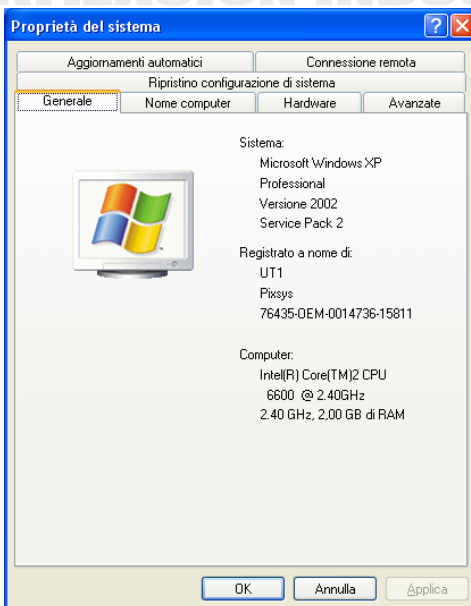 Proprietà del sistema
Aggiornamenti automatici
Connessione remota
Ripristino configurazione di sistema
Generale
Nome computer
Hardware
Avanzate
Sistema:
Microsoft Windows XP
Professional
Versione 2002
Service Pack 2
Registrato a nome di:
UT1
Pixsys
76435-OEM-0014736-15811
Computer:
Intel(R) Core(TM)2 CPU
6600 @ 2.40GHz
2.40 GHz, 2,00 GB di RAM
OK
Annulla
Applica